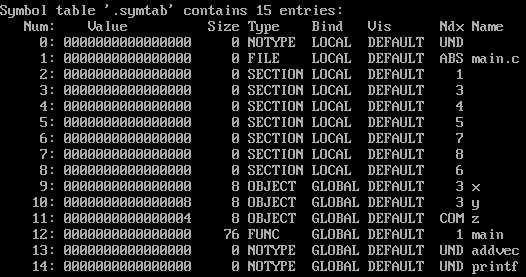 Symbol table '.symtab' contains 15 entries:
Num: Value Size Type Bind Vis Ndx Name
0: 0000000000000000 0 NOTYPE LOCAL DEFAULT UND
1: 0000000000000000 0 FILE LOCAL DEFAULT ABS main.c
2: 0000000000000000 0 SECTION LOCAL DEFAULT 1
3: 0000000000000000 0 SECTION LOCAL DEFAULT 3
4: 0000000000000000 0 SECTION LOCAL DEFAULT 4
5: 0000000000000000 0 SECTION LOCAL DEFAULT 5
6: 0000000000000000 0 SECTION LOCAL DEFAULT 7
7: 0000000000000000 0 SECTION LOCAL DEFAULT 8
8: 0000000000000000 0 SECTION LOCAL DEFAULT 6
9: 0000000000000000 8 OBJECT GLOBAL DEFAULT 3 x
10: 0000000000000008 8 OBJECT GLOBAL DEFAULT 3 y
11: 0000000000000004 8 OBJECT GLOBAL DEFAULT COM z
12: 0000000000000000 76 FUNC GLOBAL DEFAULT 1 main
13: 0000000000000000 0 NOTYPE GLOBAL DEFAULT UND addvec
14: 0000000000000000 0 NOTYPE GLOBAL DEFAULT UND printf